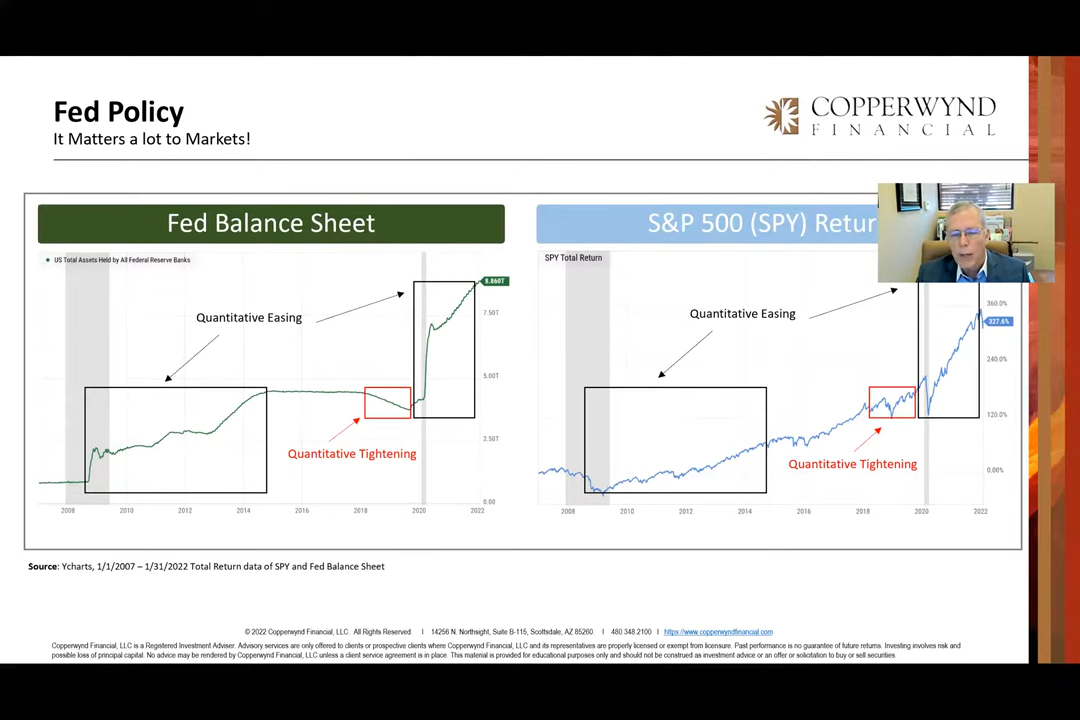 Fed Policy
It Matters a lot to Markets!
COPPERWYND
FINANCIAL
Fed Balance Sheet
US Total Assets Held by All Federal Reserve Banks
8.860T
7.50T
5.00T
2.50T
0.00
Quantitative Easing
Quantitative Tightening
2008 2010 2012 2014 2016 2018 2020 2022
S&P 500 (SPY) Retur
SPY Total Return
360.0%
327.6%
240.0%
120.0%
0.00%
Quantitative Easing
Quantitative Tightening
2008 2010 2012 2014 2016 2018 2020 2022
Source: Ycharts, 1/1/2007 – 1/31/2022 Total Return data of SPY and Fed Balance Sheet
© 2022 Copperwynd Financial, LLC. All Rights Reserved. I 14256 N. Northsight, Suite B-115, Scottsdale, AZ 85260. I 480.348.2100 I https://www.copperwyndfinancial.com
Copperwynd Financial, LLC is a Registered Investment Adviser. Advisory services are only offered to clients or prospective clients where Copperwynd Financial, LLC and its representatives are properly licensed or exempt from licensure. Past performance is no guarantee of future returns. Investing involves risk and
possible loss of principal capital. No advice may be rendered by Copperwynd Financial, LLC unless a client service agreement is in place. This material is provided for educational purposes only and should not be construed as investment advice or an offer or solicitation to buy or sell securities.